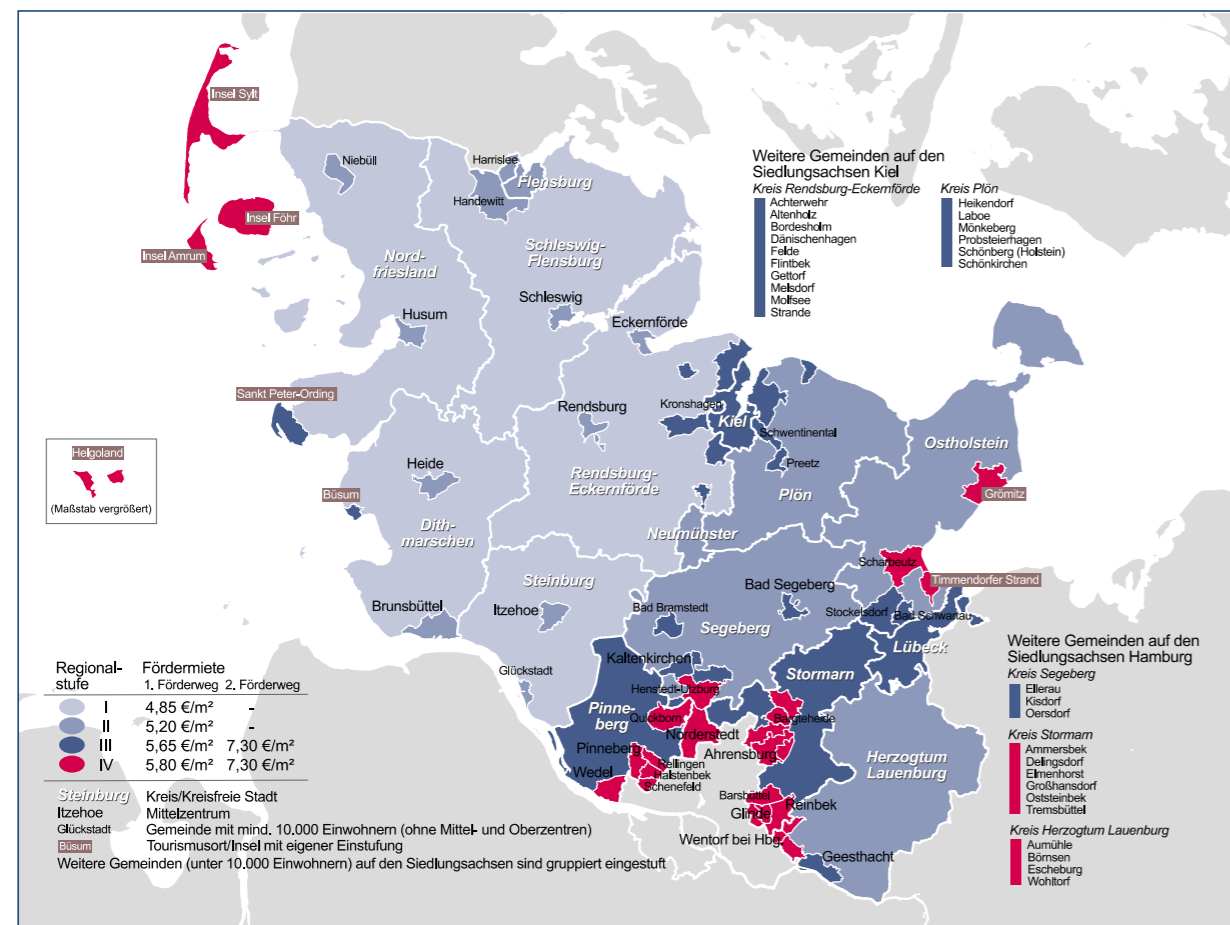 Insel Sylt
Insel Föhr
Insel Amrum
Niebüll
Harrislee
Flensburg
Handewitt
Nord-
friesland
Schleswig-
Flensburg
Schleswig
Husum
Eckernförde
Sankt Peter-Ording
Helgoland
(Maßstab vergrößert)
Rendsburg
Kronshagen
Kiel
Schwentinental
Preetz
Heide
Büsum
Rendsburg-
Eckernförde
Plön
Ostholstein
Grömitz
Dith-
marschen
Neumünster
Steinburg
Scharbeutz
Timmendorfer Strand
Bad Segeberg
Brunsbüttel
Itzehoe
Bad Bramstedt
Segeberg
Stockelsdorf
Bad Schwartau
Lübeck
Kaltenkirchen
Glückstadt
Henstedt-Ulzburg
Stormarn
Pinne-
berg
Quickborn
Bargteheide
Norderstedt
Pinneberg
Ahrensburg
Herzogtum
Lauenburg
Rellingen
Wedel
Halstenbek
Schenefeld
Barsbüttel
Reinbek
Glinde
Wentorf bei Hbg.
Geesthacht
Weitere Gemeinden auf den
Siedlungsachsen Kiel
Kreis Rendsburg-Eckernförde
Achterwehr
Altenholz
Bordesholm
Dänischenhagen
Felde
Flintbek
Gettorf
Melsdorf
Molfsee
Strande
Kreis Plön
Heikendorf
Laboe
Mönkeberg
Probsteierhagen
Schönberg (Holstein)
Schönkirchen
Weitere Gemeinden auf den
Siedlungsachsen Hamburg
Kreis Segeberg
Ellerau
Kisdorf
Oersdorf
Kreis Stormarn
Ammersbek
Delingsdorf
Elmenhorst
Großhansdorf
Oststeinbek
Tremsbüttel
Kreis Herzogtum Lauenburg
Aumühle
Börnsen
Escheburg
Wohltorf
Regional- Fördermiete
stufe 1. Förderweg 2. Förderweg
I 4,85 €/m² -
II 5,20 €/m² -
III 5,65 €/m² 7,30 €/m²
IV 5,80 €/m² 7,30 €/m²
Steinburg Kreis/Kreisfreie Stadt
Itzehoe Mittelzentrum
Glückstadt Gemeinde mit mind. 10.000 Einwohnern (ohne Mittel- und Oberzentren)
Büsum Tourismusort/Insel mit eigener Einstufung
Weitere Gemeinden (unter 10.000 Einwohnern) auf den Siedlungsachsen sind gruppiert eingestuft